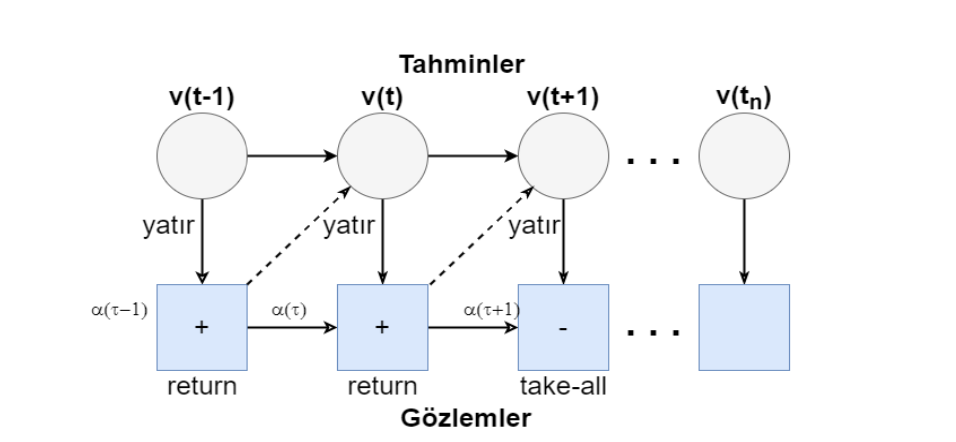 Tahminler
v(t-1) v(t) v(t+1) v(tn)
. . .
yatır yatır yatır
α(τ−1) α(τ) α(τ+1)
+ + - . . .
return return take-all
Gözlemler